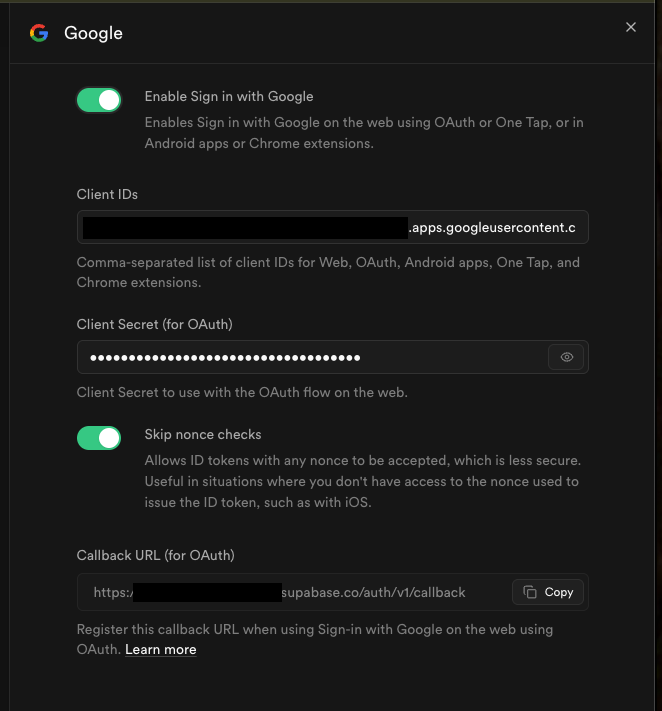 Google
Enable Sign in with Google
Enables Sign in with Google on the web using OAuth or One Tap, or in
Android apps or Chrome extensions.
Client IDs
.apps.googleusercontent.c
Comma-separated list of client IDs for Web, OAuth, Android apps, One Tap, and
Chrome extensions.
Client Secret (for OAuth)
•••••••••••••••••••••••••••••••••••
Client Secret to use with the OAuth flow on the web.
Skip nonce checks
Allows ID tokens with any nonce to be accepted, which is less secure.
Useful in situations where you don't have access to the nonce used to
issue the ID token, such as with iOS.
Callback URL (for OAuth)
https:/ supabase.co/auth/v1/callback Copy
Register this callback URL when using Sign-in with Google on the web using
OAuth. Learn more